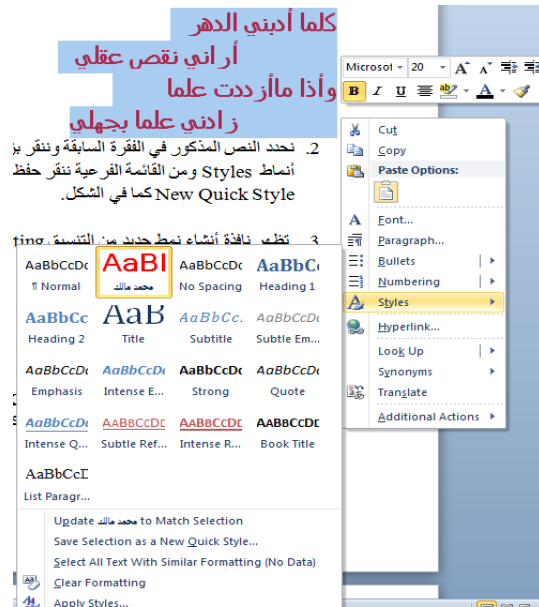 كلما أدبني الدهر
أراني نقص عقلي
وأذا ماأزددت علما
زادني علما بجهلي
2. نحدد النص المذكور في الفقرة السابقة وننقر
أنماط Styles ومن القائمة الفرعية ننقر حفظ
New Quick Style كما في الشكل.
3. تظهر نافذة أنشاء نمط جديد من التنسيق
Microsof 20 A A
B I U ab A
Cut
Copy
Paste Options:
Font...
Paragraph...
Bullets
Numbering
Styles
Hyperlink...
Look Up
Synonyms
Translate
Additional Actions
AaBbCcDc AaBI AaBbCcDc AaBbC
¶ Normal محمد مالك No Spacing Heading 1
AaBbCc AaB AaBbCc. AaBbCcDc
Heading 2 Title Subtitle Subtle Em...
AaBbCcDc AaBbCcDc AaBbCcDc AaBbCcDc
Emphasis Intense E... Strong Quote
AaBbCcDc AABBCCDE AABBCCDE AABBCCDE
Intense Q... Subtle Ref... Intense R... Book Title
AaBbCcD
List Paragr...
Update محمد مالك to Match Selection
Save Selection as a New Quick Style...
Select All Text With Similar Formatting (No Data)
Clear Formatting
Apply Styles...